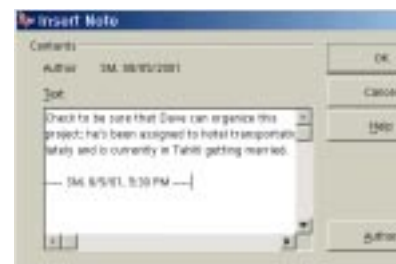 Insert Note
Contents
Author SM, 08/05/2001
OK
Text
Cance
Check to be sure that Dave can organize this
project; he's been assigned to hotel transportatio
Help
lately and is currently in Tahiti getting married.
---- SM, 8/5/01, 5:30 PM ----
Author